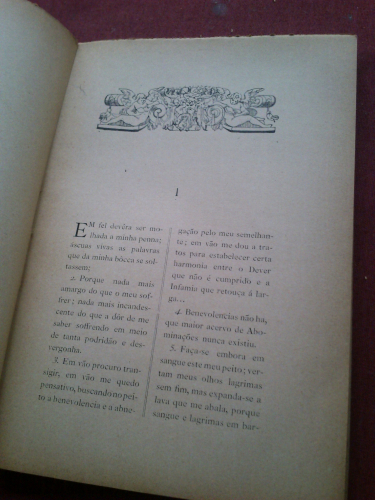 I
EM fel devêra ser mo-
lhada a minha penna;
áscuas vivas as palavras
que da minha bôcca se sol-
tassem;
2. Porque nada mais
amargo do que o meu sof-
frer; nada mais incandes-
cente do que a dôr de me
saber soffrendo em meio
de tanta podridão e des-
vergonha.
3. Em vão procuro tran-
sigir, em vão me quedo
pensativo, buscando no pei-
to a benevolencia e a abne-
gação pelo meu semelhon-
te; em vão me dou a tra-
tos para estabelecer certa
harmonia entre o Dever
que não é cumprido e a
Infamia que retouça á lar-
ga...
4. Benevolencias não ha,
que maior acervo de Abo-
minações nunca existiu.
5. Faça-se embora em
sangue este meu peito; ver-
tam meus olhos lagrimas
sem fim, mas expanda-se a
lava que me abala, porque
sangue e lagrimas em bar-